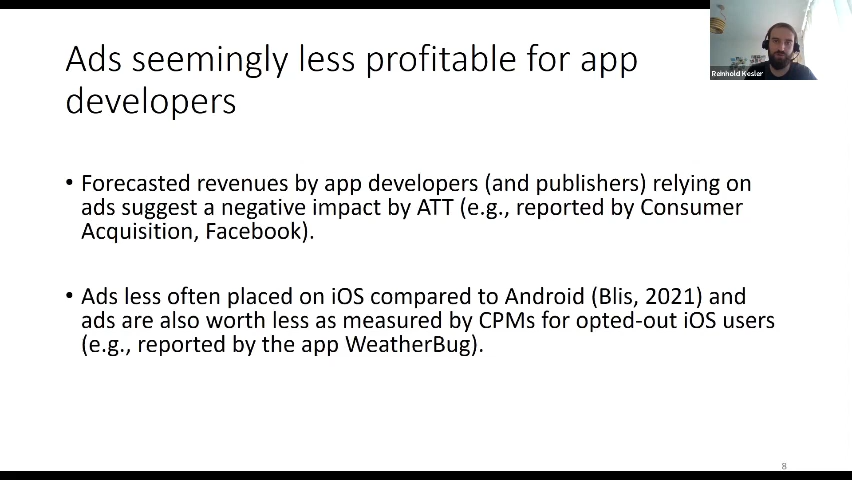 Ads seemingly less profitable for app
developers
Reinhold Kesler
• Forecasted revenues by app developers (and publishers) relying on
ads suggest a negative impact by ATT (e.g., reported by Consumer
Acquisition, Facebook).
• Ads less often placed on iOS compared to Android (Blis, 2021) and
ads are also worth less as measured by CPMs for opted-out iOS users
(e.g., reported by the app WeatherBug).
8